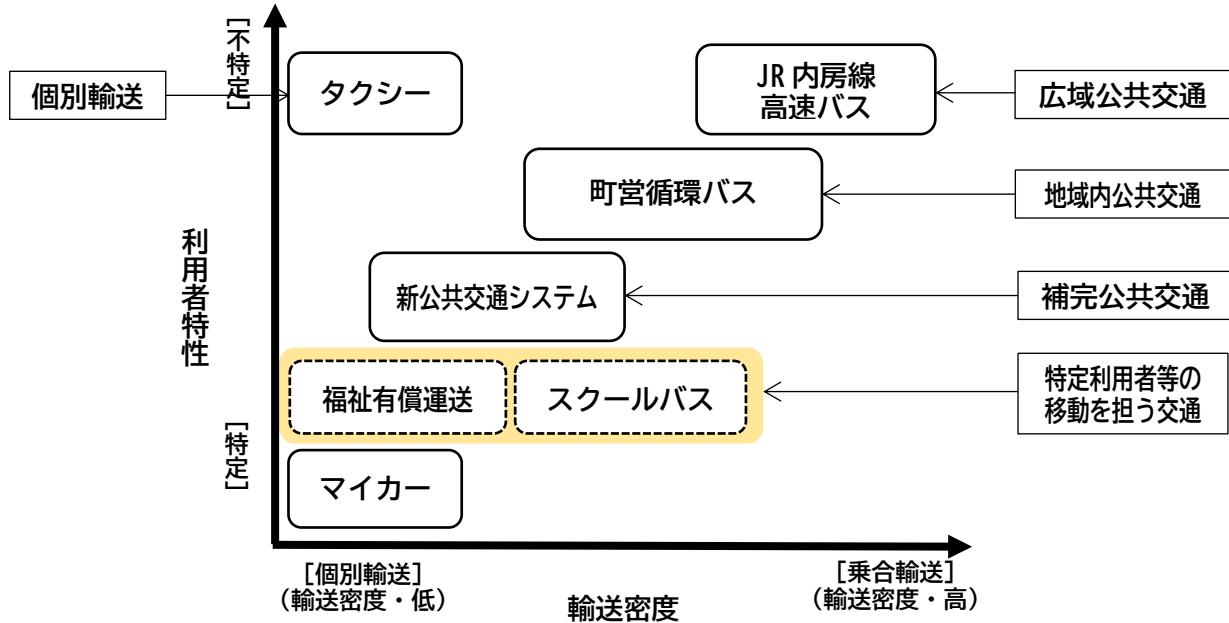 [不特定]
個別輸送
タクシー
JR 内房線
高速バス
広域公共交通
町営循環バス
地域内公共交通
利用者特性
新公共交通システム
補完公共交通
福祉有償運送
スクールバス
特定利用者等の
移動を担う交通
[特定]
マイカー
[個別輸送]
(輸送密度・低)
輸送密度
[乗合輸送]
(輸送密度・高)